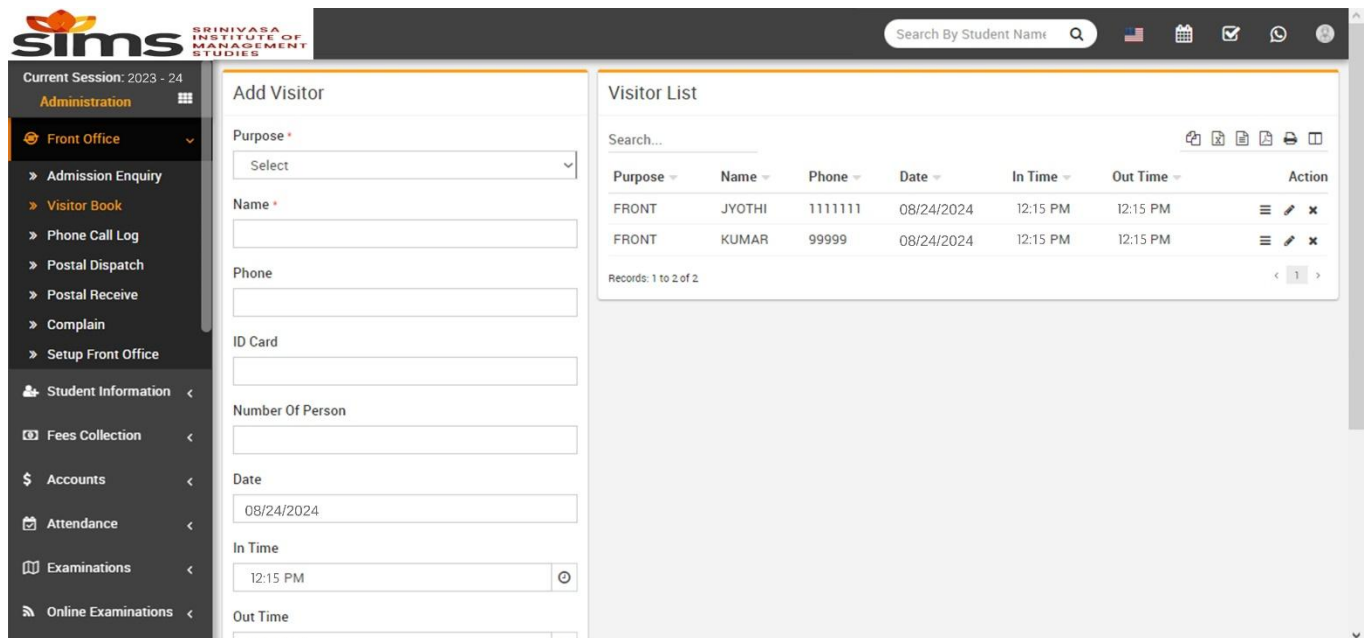 sims
SRINIVASA
INSTITUTE OF
MANAGEMENT
STUDIES
Search By Student Name
Current Session: 2023 - 24
Administration
Front Office
Admission Enquiry
Visitor Book
Phone Call Log
Postal Dispatch
Postal Receive
Complain
Setup Front Office
Student Information
Fees Collection
$ Accounts
Attendance
Examinations
Online Examinations
Add Visitor
Purpose *
Select
Name *
Phone
ID Card
Number Of Person
Date
08/24/2024
In Time
12:15 PM
Out Time
Visitor List
Search...
Purpose Name Phone Date In Time Out Time Action
FRONT JYOTHI 1111111 08/24/2024 12:15 PM 12:15 PM
FRONT KUMAR 99999 08/24/2024 12:15 PM 12:15 PM
Records: 1 to 2 of 2
‹ 1 ›